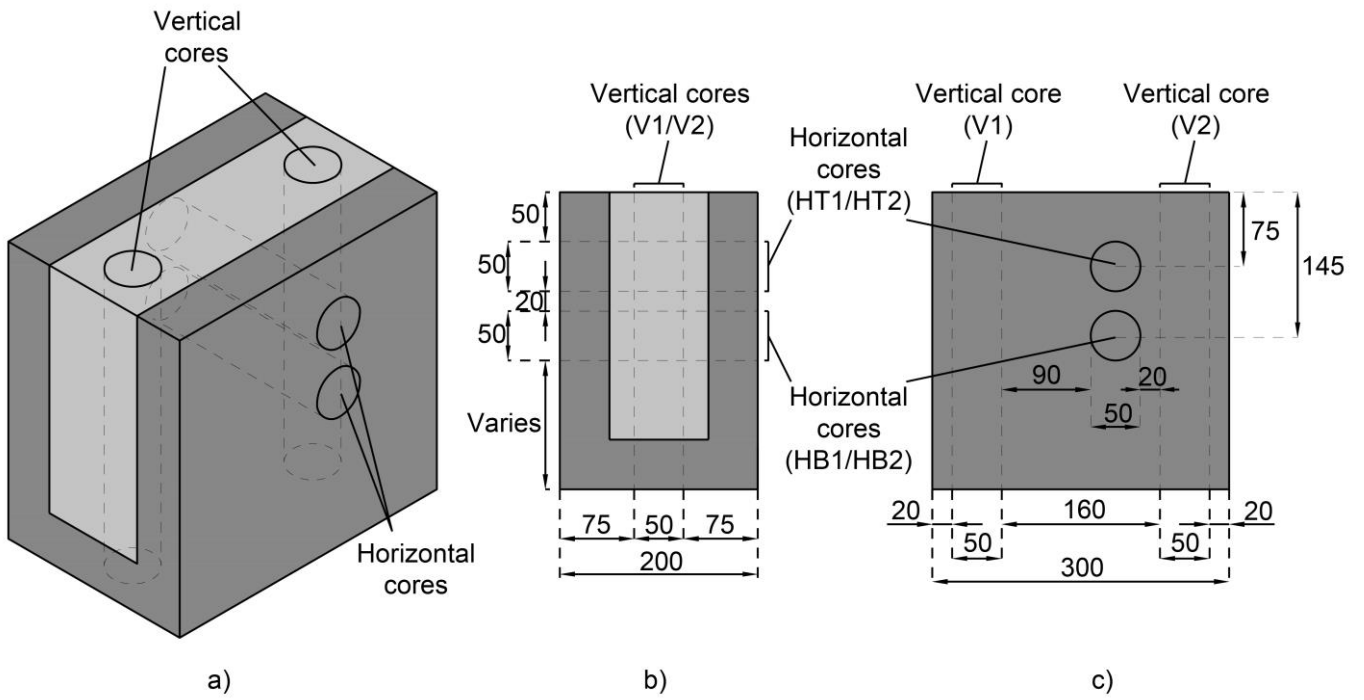 Vertical
cores
Horizontal
cores
a)
Vertical cores
(V1/V2)
50
50
20
50
Varies
75
50
75
200
b)
Horizontal
cores
(HT1/HT2)
Horizontal
cores
(HB1/HB2)
Vertical core
(V1)
Vertical core
(V2)
75
145
90
20
50
20
160
20
50
50
300
c)